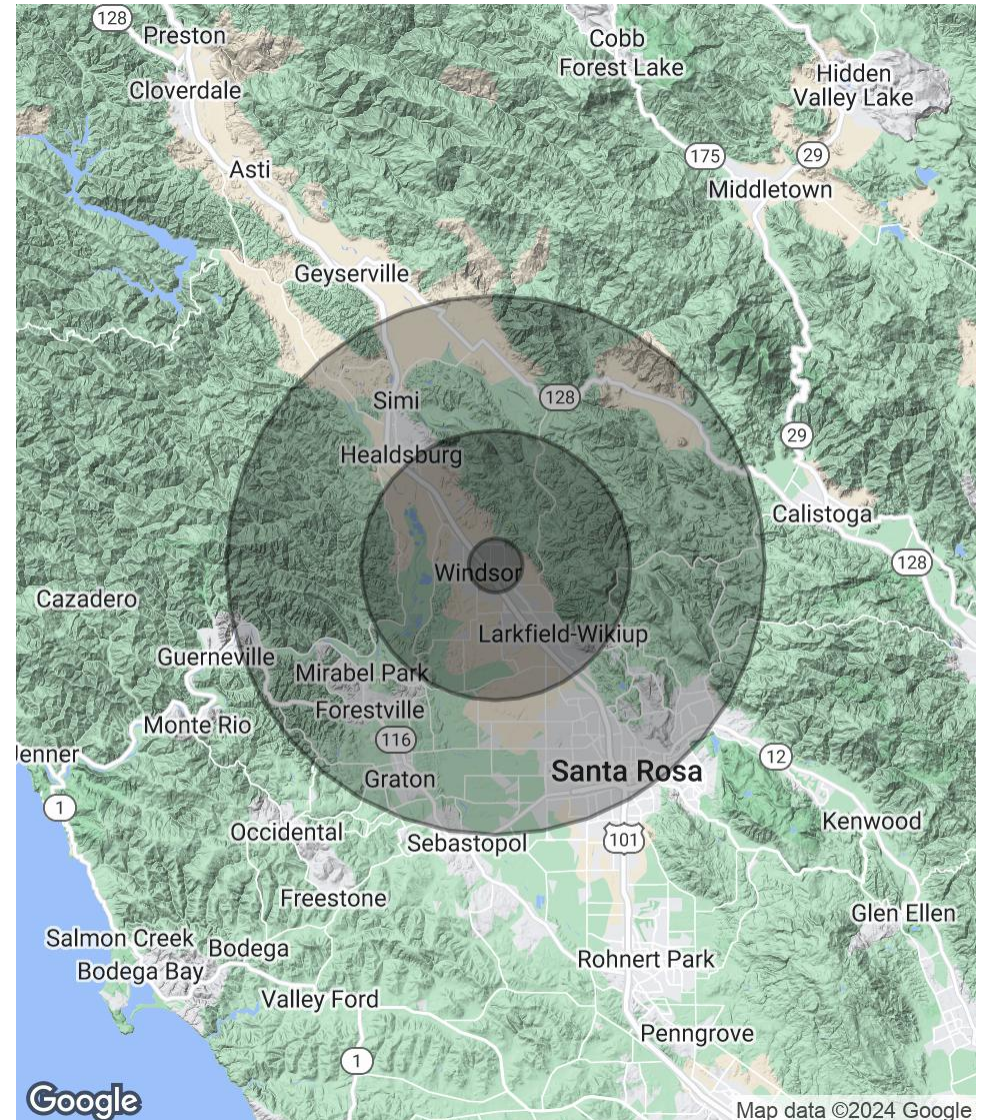 128
Preston
Cobb
Forest Lake
Hidden
Valley Lake
Cloverdale
175
29
Asti
Middletown
Geyserville
Simi
128
29
Healdsburg
Calistoga
128
Windsor
Cazadero
Larkfield-Wikiup
Guerneville
Mirabel Park
Forestville
Monte Rio
116
Jenner
12
Graton
Santa Rosa
1
Occidental
Sebastopol
101
Kenwood
Freestone
Glen Ellen
Salmon Creek
Bodega
Bodega Bay
Rohnert Park
Valley Ford
Penngrove
1
Google
Map data ©2024 Google